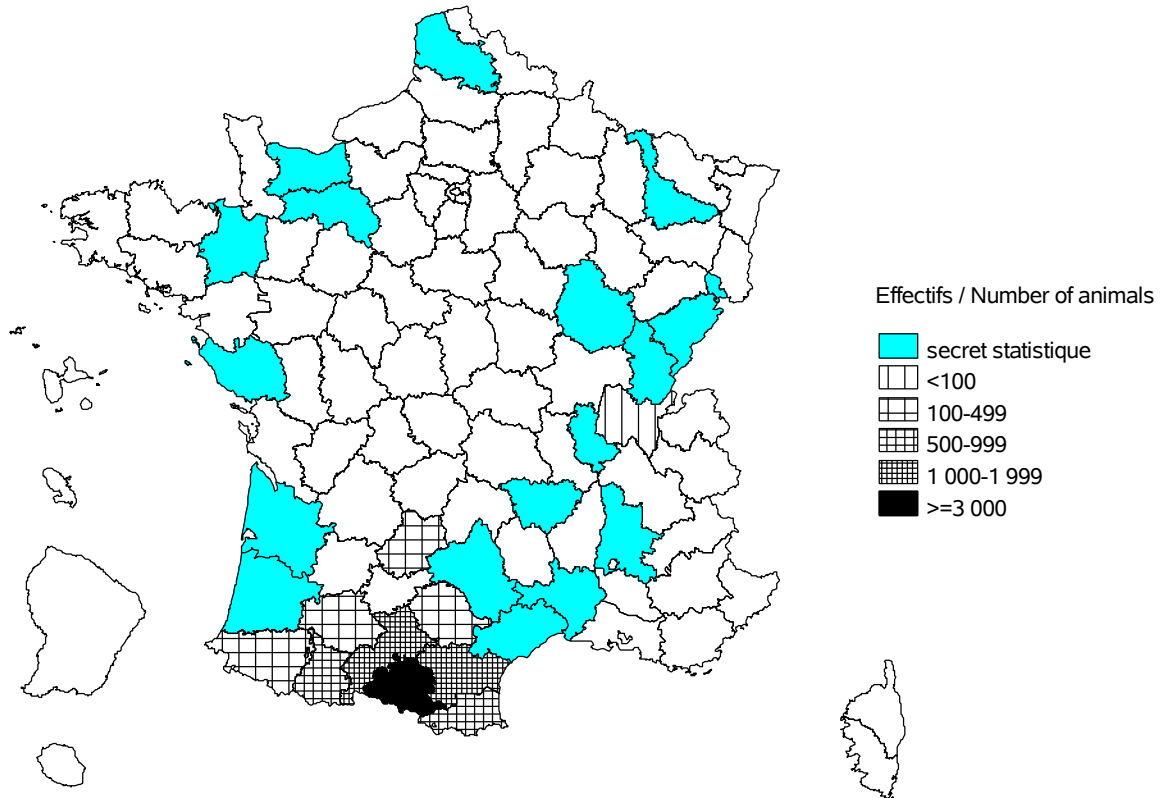 Effectifs / Number of animals
secret statistique
<100
100-499
500-999
1 000-1 999
>=3 000